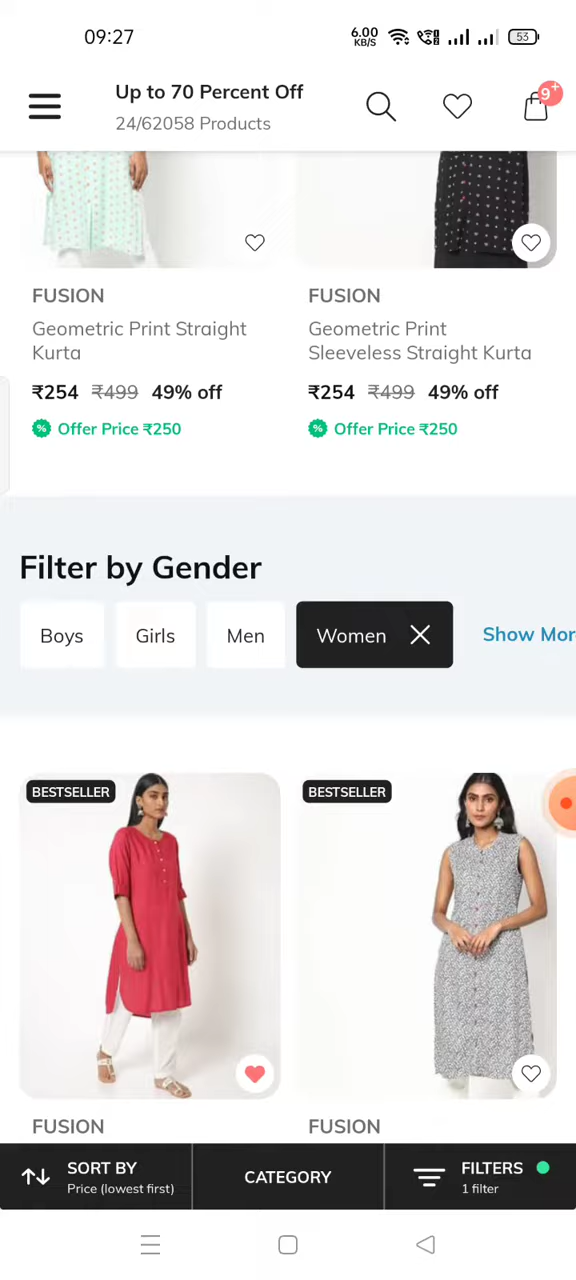 09:27
6.00 KB/S
53
Up to 70 Percent Off
24/62058 Products
9+
FUSION
Geometric Print Straight
Kurta
₹254 ₹499 49% off
% Offer Price ₹250
FUSION
Geometric Print
Sleeveless Straight Kurta
₹254 ₹499 49% off
% Offer Price ₹250
Filter by Gender
Boys
Girls
Men
Women
Show Mor
BESTSELLER
BESTSELLER
FUSION
FUSION
SORT BY
Price (lowest first)
CATEGORY
FILTERS
1 filter